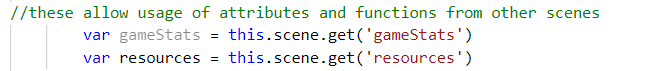 //these allow usage of attributes and functions from other scenes
var gameStats = this.scene.get('gameStats')
var resources = this.scene.get('resources')